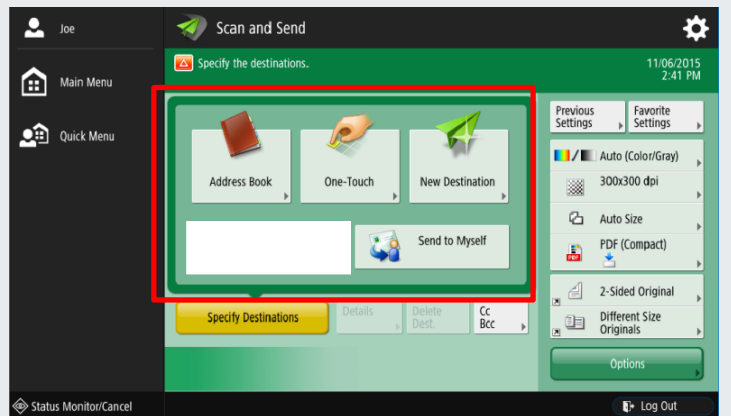 Joe
Scan and Send
Specify the destinations.
11/06/2015
2:41 PM
Main Menu
Quick Menu
Previous
Settings
Favorite
Settings
Address Book
One-Touch
New Destination
Send to Myself
Auto (Color/Gray)
300x300 dpi
Auto Size
PDF (Compact)
PDF
2-Sided Original
Different Size
Originals
Specify Destinations
Details
Delete
Dest.
Cc
Bcc
Options
Status Monitor/Cancel
Log Out